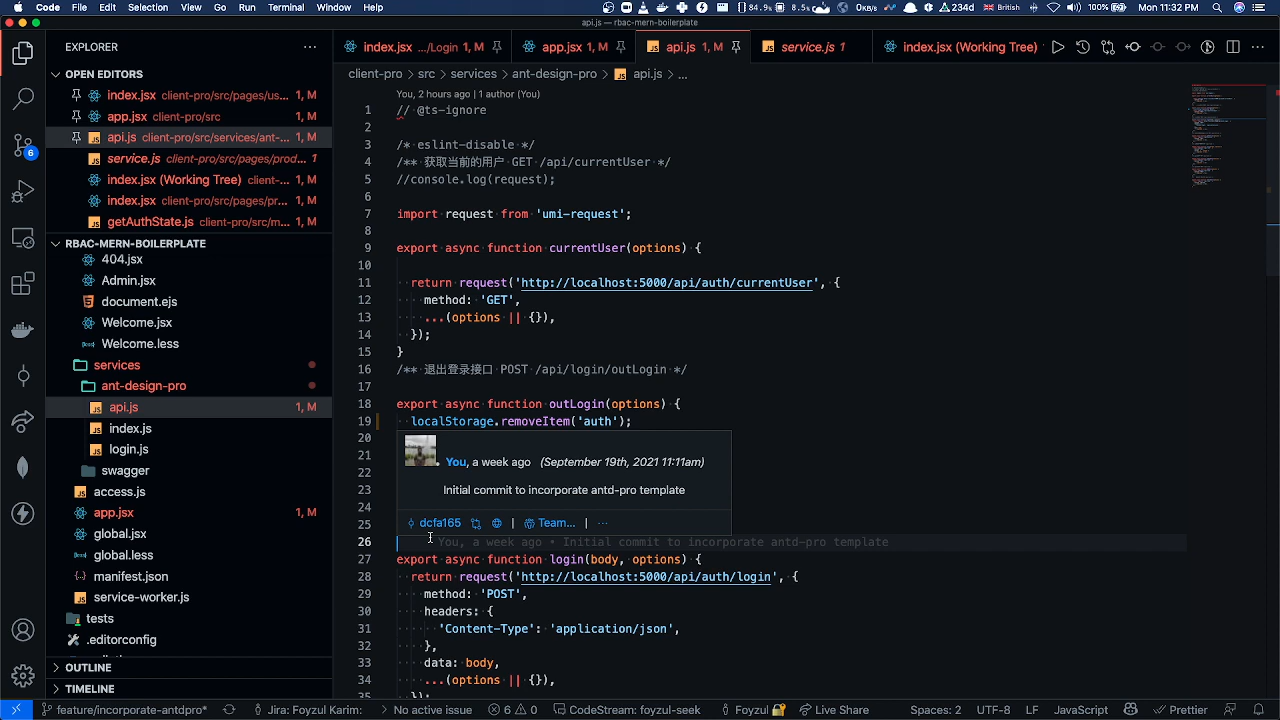 Code File Edit Selection View Go Run Terminal Window Help
84.9% 8.5% 234d British 100% Mon 11:32 PM
api.js — rbac-mern-boilerplate
EXPLORER
OPEN EDITORS
index.jsx client-pro/src/pages/us... 1, M
app.jsx client-pro/src 1, M
api.js client-pro/src/services/ant-... 1, M
service.js client-pro/src/pages/prod... 1
index.jsx (Working Tree) client-... 1, M
index.jsx client-pro/src/pages/pr... 1, M
getAuthState.js client-pro/src/m... 1, M
RBAC-MERN-BOILERPLATE
404.jsx
Admin.jsx
document.ejs
Welcome.jsx
Welcome.less
services
ant-design-pro
api.js 1, M
index.js
login.js
swagger
access.js
app.jsx 1, M
global.jsx
global.less
manifest.json
service-worker.js
tests
.editorconfig
OUTLINE
TIMELINE
6
index.jsx .../Login 1, M
app.jsx 1, M
api.js 1, M
service.js 1
index.jsx (Working Tree)
client-pro > src > services > ant-design-pro > api.js > ...
You, 2 hours ago | 1 author (You)
1 // @ts-ignore
2
3 /* eslint-disable */
4 /** 获取当前的用户 GET /api/currentUser */
5 //console.log(request);
6
7 import request from 'umi-request';
8
9 export async function currentUser(options) {
10
11 return request('http://localhost:5000/api/auth/currentUser', {
12 method: 'GET',
13 ...(options || {}),
14 });
15 }
16 /** 退出登录接口 POST /api/login/outLogin */
17
18 export async function outLogin(options) {
19 localStorage.removeItem('auth');
20
21 You, a week ago (September 19th, 2021 11:11am)
22
23 Initial commit to incorporate antd-pro template
24
25 dcfa165 | Team... | ...
26 You, a week ago • Initial commit to incorporate antd-pro template
27 export async function login(body, options) {
28 return request('http://localhost:5000/api/auth/login', {
29 method: 'POST',
30 headers: {
31 'Content-Type': 'application/json',
32 },
33 data: body,
34 ...(options || {}),
35 });
feature/incorporate-antdpro* Jira: Foyzul Karim: No active issue 6 0 CodeStream: foyzul-seek Foyzul Live Share Spaces: 2 UTF-8 LF JavaScript Prettier